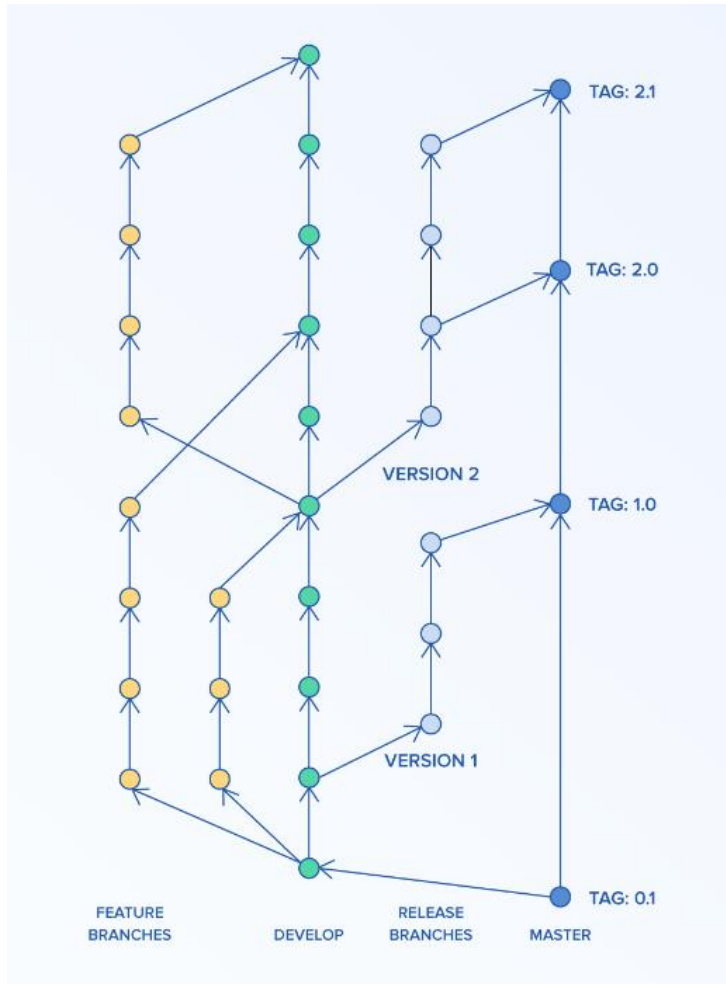 TAG: 2.1
TAG: 2.0
VERSION 2
TAG: 1.0
VERSION 1
TAG: 0.1
FEATURE
BRANCHES
DEVELOP
RELEASE
BRANCHES
MASTER